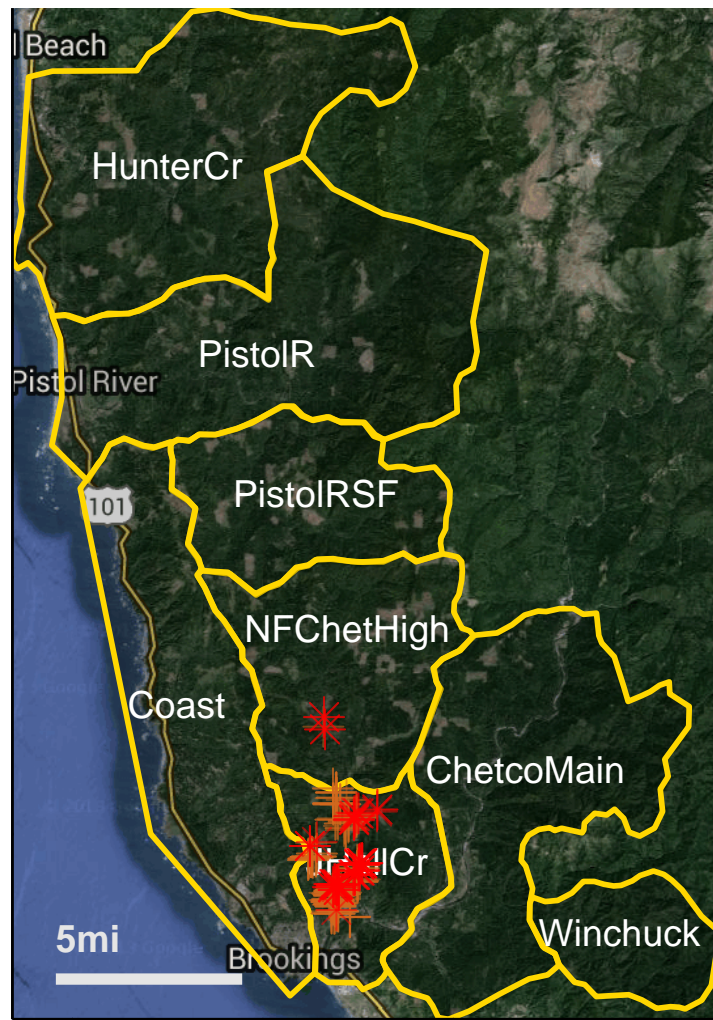 l Beach
HunterCr
PistolR
Pistol River
PistolRSF
101
NFChetHigh
Coast
ChetcoMain
Winchuck
5mi
Brookings